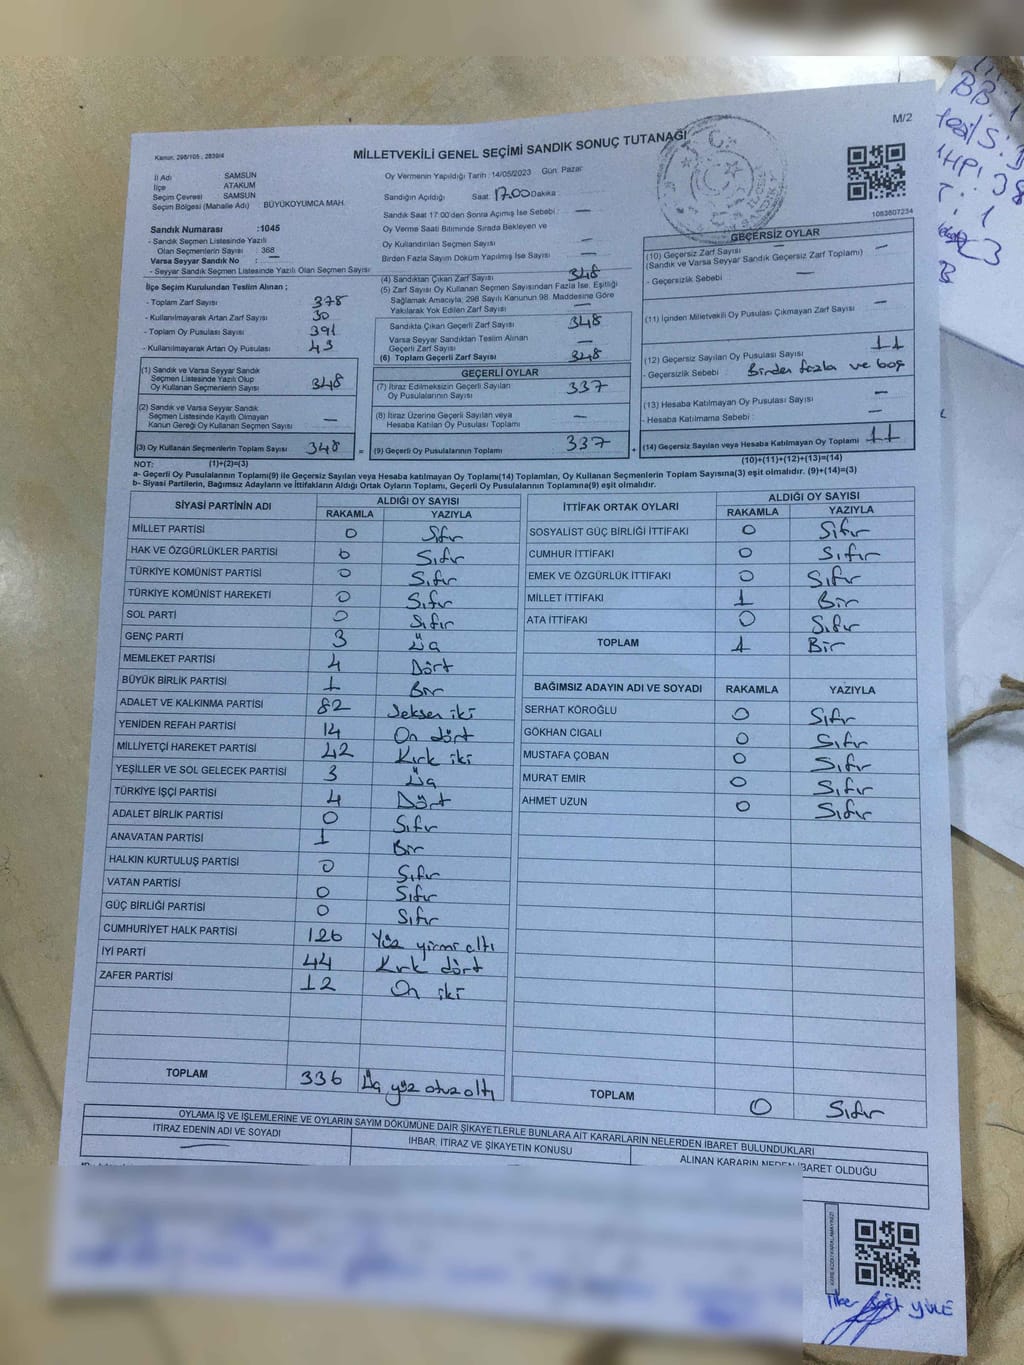 M/2
Kanun: 298/105 , 2839/4
MİLLETVEKİLİ GENEL SEÇİMİ SANDIK SONUÇ TUTANAĞI
İl Adı SAMSUN
İlçe ATAKUM
Seçim Çevresi SAMSUN
Seçim Bölgesi (Mahalle Adı) BÜYÜKOYUMCA MAH.
Sandık Numarası :1045
- Sandık Seçmen Listesinde Yazılı
Olan Seçmenlerin Sayısı : 368
Varsa Seyyar Sandık No : —
- Seyyar Sandık Seçmen Listesinde Yazılı Olan Seçmen Sayısı
İlçe Seçim Kurulundan Teslim Alınan ;
- Toplam Zarf Sayısı 378
- Kullanılmayarak Artan Zarf Sayısı 30
- Toplam Oy Pusulası Sayısı 391
- Kullanılmayarak Artan Oy Pusulası 43
Oy Vermenin Yapıldığı Tarih : 14/05/2023 Gün: Pazar
Sandığın Açıldığı Saat: 17.00 Dakika :
Sandık Saat 17:00'den Sonra Açılmış İse Sebebi : —
Oy Verme Saati Bitiminde Sırada Bekleyen ve
Oy Kullandırılan Seçmen Sayısı —
Birden Fazla Sayım Döküm Yapılmış İse Sayısı —
(4) Sandıktan Çıkan Zarf Sayısı 348
(5) Zarf Sayısı Oy Kullanan Seçmen Sayısından Fazla İse, Eşitliği
Sağlamak Amacıyla, 298 Sayılı Kanunun 98. Maddesine Göre
Yakılarak Yok Edilen Zarf Sayısı —
Sandıkta Çıkan Geçerli Zarf Sayısı 348
Varsa Seyyar Sandıktan Teslim Alınan
Geçerli Zarf Sayısı —
(6) Toplam Geçerli Zarf Sayısı 348
1063807234
GEÇERSİZ OYLAR
(10) Geçersiz Zarf Sayısı —
(Sandık ve Varsa Seyyar Sandık Geçersiz Zarf Toplamı)
- Geçersizlik Sebebi —
(11) İçinden Milletvekili Oy Pusulası Çıkmayan Zarf Sayısı —
(12) Geçersiz Sayılan Oy Pusulası Sayısı 11
- Geçersizlik Sebebi Birden fazla ve boş
(13) Hesaba Katılmayan Oy Pusulası Sayısı —
- Hesaba Katılmama Sebebi : —
(14) Geçersiz Sayılan veya Hesaba Katılmayan Oy Toplamı 11
(1) Sandık ve Varsa Seyyar Sandık
Seçmen Listesinde Yazılı Olup
Oy Kullanan Seçmenlerin Sayısı 348
(2) Sandık ve Varsa Seyyar Sandık
Seçmen Listesinde Kayıtlı Olmayan
Kanun Gereği Oy Kullanan Seçmen Sayısı —
(3) Oy Kullanan Seçmenlerin Toplam Sayısı 348 =
GEÇERLİ OYLAR
(7) İtiraz Edilmeksizin Geçerli Sayılan
Oy Pusulalarının Sayısı 337
(8) İtiraz Üzerine Geçerli Sayılan veya
Hesaba Katılan Oy Pusulası Toplamı —
(9) Geçerli Oy Pusulalarının Toplamı 337 +
NOT: (1)+(2)=(3) (10)+(11)+(12)+(13)=(14)
a- Geçerli Oy Pusulalarının Toplamı(9) ile Geçersiz Sayılan veya Hesaba katılmayan Oy Toplamı(14) Toplamları, Oy Kullanan Seçmenlerin Toplam Sayısına(3) eşit olmalıdır. (9)+(14)=(3)
b- Siyasi Partilerin, Bağımsız Adayların ve İttifakların Aldığı Ortak Oyların Toplamı, Geçerli Oy Pusulalarının Toplamına(9) eşit olmalıdır.
SİYASİ PARTİNİN ADI ALDIĞI OY SAYISI
RAKAMLA YAZIYLA
MİLLET PARTİSİ 0 Sıfır
HAK VE ÖZGÜRLÜKLER PARTİSİ 0 Sıfır
TÜRKİYE KOMÜNİST PARTİSİ 0 Sıfır
TÜRKİYE KOMÜNİST HAREKETİ 0 Sıfır
SOL PARTİ 0 Sıfır
GENÇ PARTİ 3 Üç
MEMLEKET PARTİSİ 4 Dört
BÜYÜK BİRLİK PARTİSİ 1 Bir
ADALET VE KALKINMA PARTİSİ 82 Seksen iki
YENİDEN REFAH PARTİSİ 14 On dört
MİLLİYETÇİ HAREKET PARTİSİ 42 Kırk iki
YEŞİLLER VE SOL GELECEK PARTİSİ 3 Üç
TÜRKİYE İŞÇİ PARTİSİ 4 Dört
ADALET BİRLİK PARTİSİ 0 Sıfır
ANAVATAN PARTİSİ 1 Bir
HALKIN KURTULUŞ PARTİSİ 0 Sıfır
VATAN PARTİSİ 0 Sıfır
GÜÇ BİRLİĞİ PARTİSİ 0 Sıfır
CUMHURİYET HALK PARTİSİ 126 Yüz yirmi altı
İYİ PARTİ 44 Kırk dört
ZAFER PARTİSİ 12 On iki
TOPLAM 336 Üç yüz otuz altı
İTTİFAK ORTAK OYLARI ALDIĞI OY SAYISI
RAKAMLA YAZIYLA
SOSYALİST GÜÇ BİRLİĞİ İTTİFAKI 0 Sıfır
CUMHUR İTTİFAKI 0 Sıfır
EMEK VE ÖZGÜRLÜK İTTİFAKI 0 Sıfır
MİLLET İTTİFAKI 1 Bir
ATA İTTİFAKI 0 Sıfır
TOPLAM 1 Bir
BAĞIMSIZ ADAYIN ADI VE SOYADI RAKAMLA YAZIYLA
SERHAT KÖROĞLU 0 Sıfır
GÖKHAN CIGALI 0 Sıfır
MUSTAFA ÇOBAN 0 Sıfır
MURAT EMİR 0 Sıfır
AHMET UZUN 0 Sıfır
TOPLAM 0 Sıfır
OYLAMA İŞ VE İŞLEMLERİNE VE OYLARIN SAYIM DÖKÜMÜNE DAİR ŞİKAYETLERLE BUNLARA AİT KARARLARIN NELERDEN İBARET BULUNDUKLARI
İTİRAZ EDENİN ADI VE SOYADI İHBAR, İTİRAZ VE ŞİKAYETİN KONUSU ALINAN KARARIN NEDEN İBARET OLDUĞU
BB 1
38
1
3
B